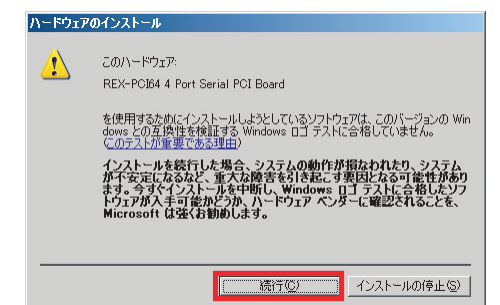 ハードウェアのインストール
このハードウェア:
REX-PCI64 4 Port Serial PCI Board
を使用するためにインストールしようとしているソフトウェアは、このバージョンの Win
dows との互換性を検証する Windows ロゴ テストに合格していません。
(このテストが重要である理由)
インストールを続行した場合、システムの動作が損なわれたり、システム
が不安定になるなど、重大な障害を引き起こす要因となる可能性があり
ます。今すぐインストールを中断し、Windows ロゴ テストに合格したソフ
トウェアが入手可能かどうか、ハードウェア ベンダーに確認されることを、
Microsoft は強くお勧めします。
続行(C) インストールの停止(S)